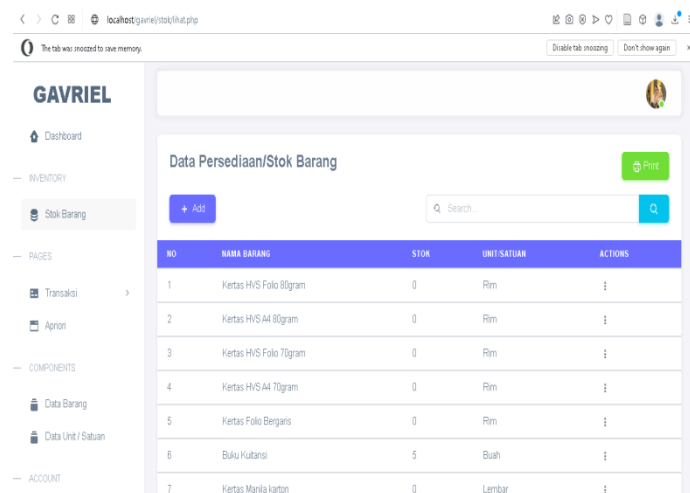 localhost/gavriel/stok/lihat.php
The tab was snoozed to save memory.
Disable tab snoozing
Don't show again
GAVRIEL
Dashboard
INVENTORY
Stok Barang
PAGES
Transaksi
Apriori
COMPONENTS
Data Barang
Data Unit / Satuan
ACCOUNT
Data Persediaan/Stok Barang
Print
+ Add
Search...
NO NAMA BARANG STOK UNIT/SATUAN ACTIONS
1 Kertas HVS Folio 80gram 0 Rim
2 Kertas HVS A4 80gram 0 Rim
3 Kertas HVS Folio 70gram 0 Rim
4 Kertas HVS A4 70gram 0 Rim
5 Kertas Folio Bergaris 0 Rim
6 Buku Kuitansi 5 Buah
7 Kertas Manila karton 0 Lembar